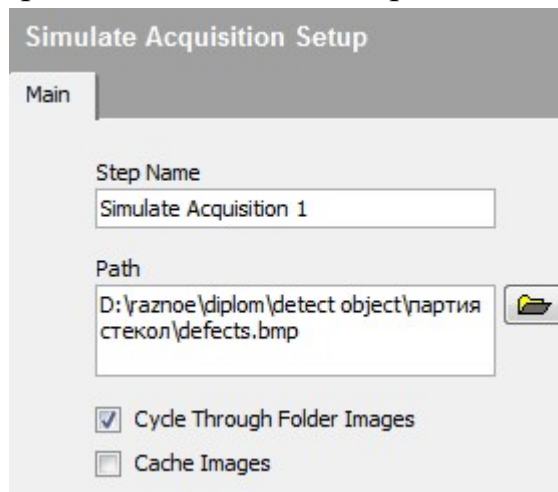 Simulate Acquisition Setup
Main
Step Name
Simulate Acquisition 1
Path
D:\raznoe\diplom\detect object\партия
стекол\defects.bmp
Cycle Through Folder Images
Cache Images